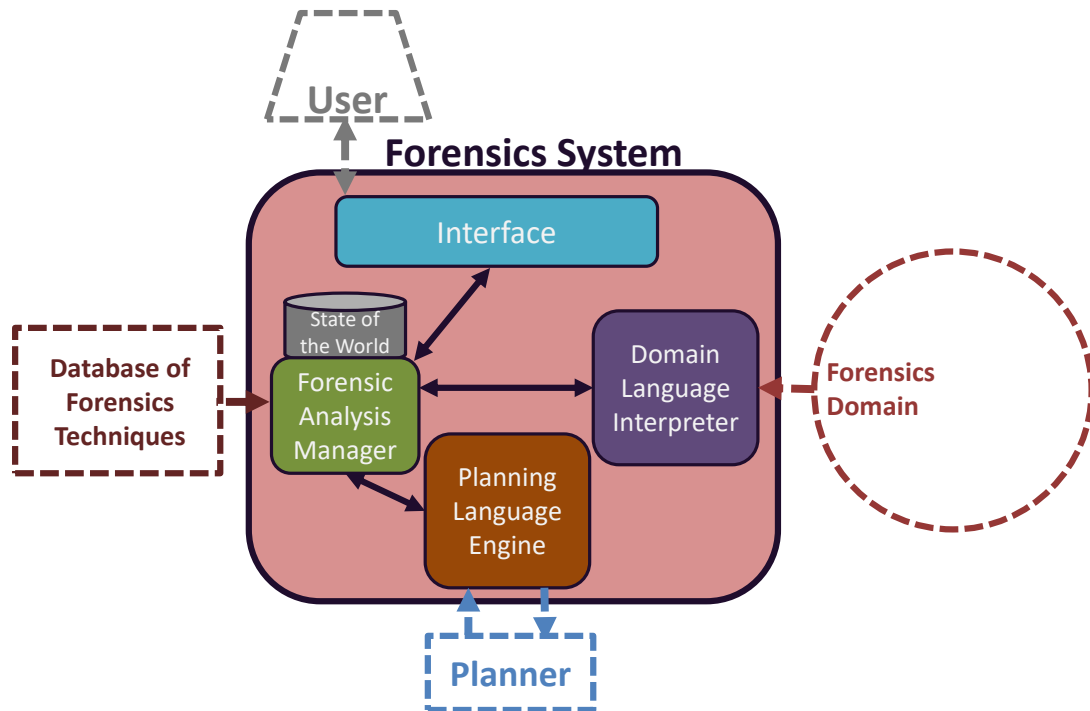 User
Forensics System
Interface
State of
the World
Database of
Forensics
Techniques
Forensic
Analysis
Manager
Domain
Language
Interpreter
Forensics
Domain
Planning
Language
Engine
Planner